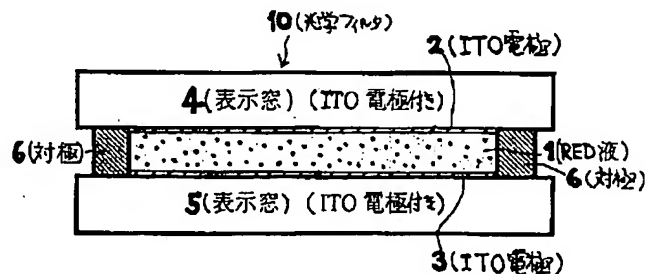 10(光学フィルタ)
2(ITO電極)
4(表示窓)(ITO電極付き)
6(対極)
1(RED液)
6(対極)
5(表示窓)(ITO電極付き)
3(ITO電極)